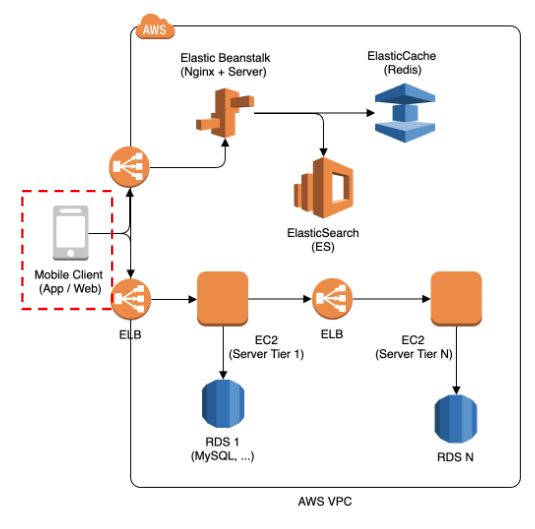 AWS
Elastic Beanstalk
(Nginx + Server)
ElasticCache
(Redis)
ElasticSearch
(ES)
Mobile Client
(App / Web)
ELB
EC2
(Server Tier 1)
ELB
EC2
(Server Tier N)
RDS 1
(MySQL, ...)
RDS N
AWS VPC